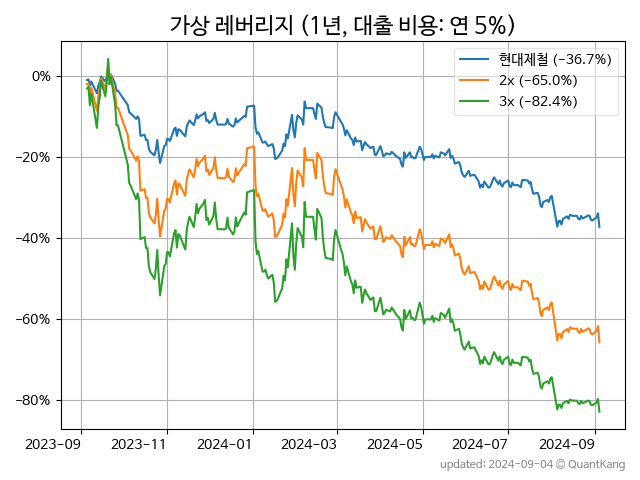 가상 레버리지 (1년, 대출 비용: 연 5%)
현대제철 (−36.7%)
2x (−65.0%)
3x (−82.4%)
0%
−20%
−40%
−60%
−80%
2023−09 2023−11 2024−01 2024−03 2024−05 2024−07 2024−09
updated: 2024−09−04 @ QuantKang